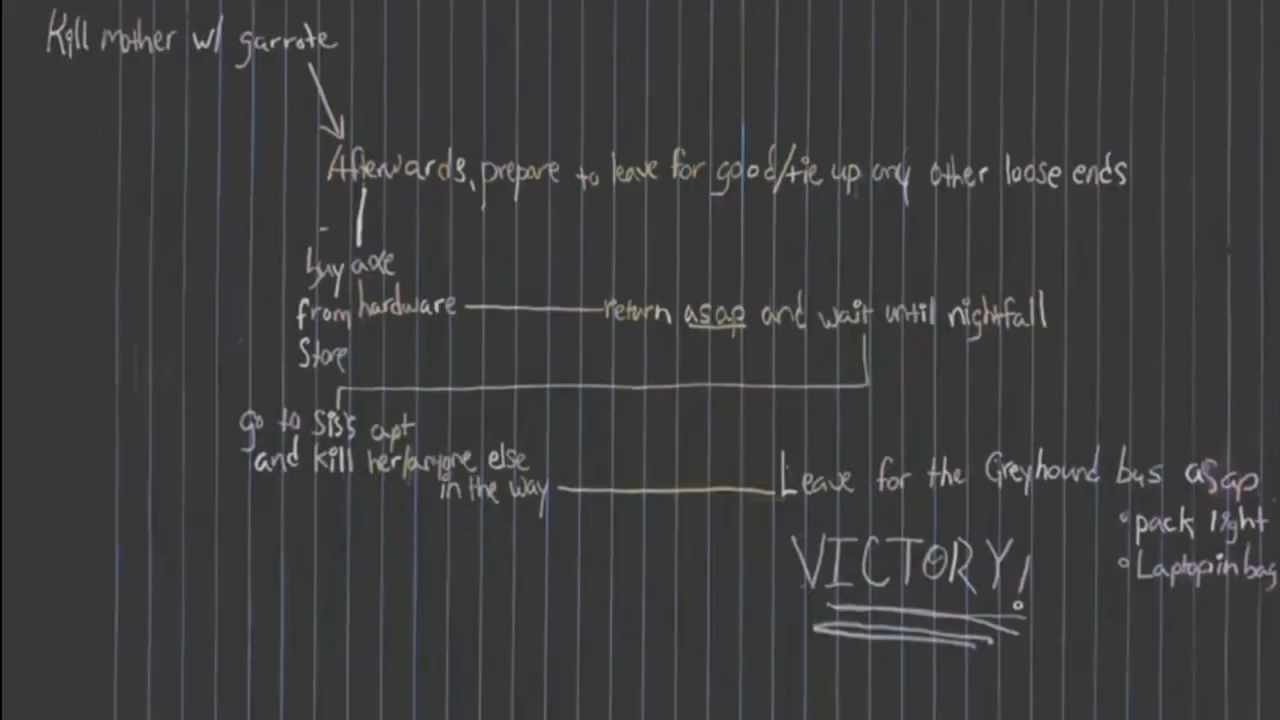 Kill mother w/ garrote
Afterwards, prepare to leave for good/tie up any other loose ends
buy axe
from hardware
store
return asap and wait until nightfall
go to sis's apt
and kill her/anyone else
in the way
Leave for the Greyhound bus asap
• pack light
• Laptop in bag
VICTORY!